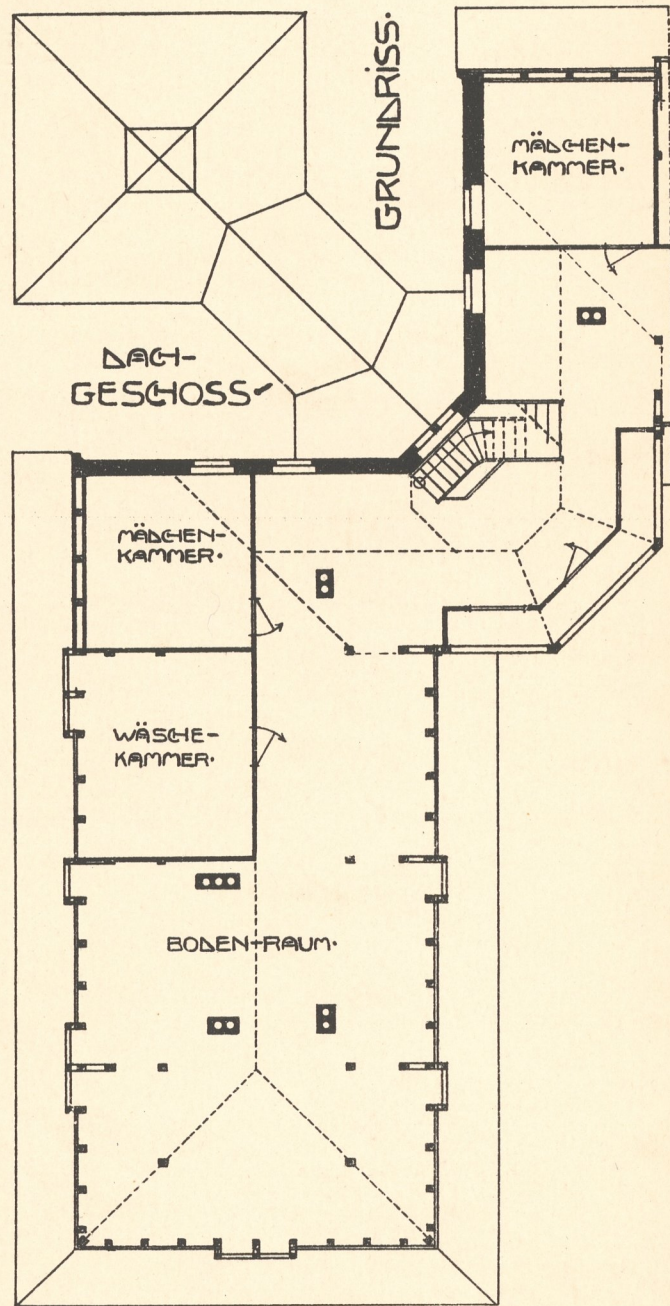 GRUNDRISS.
MÄDCHEN-
KAMMER.
DACH-
GESCHOSS
MÄDCHEN-
KAMMER.
WÄSCHE-
KAMMER.
BODEN-RAUM.